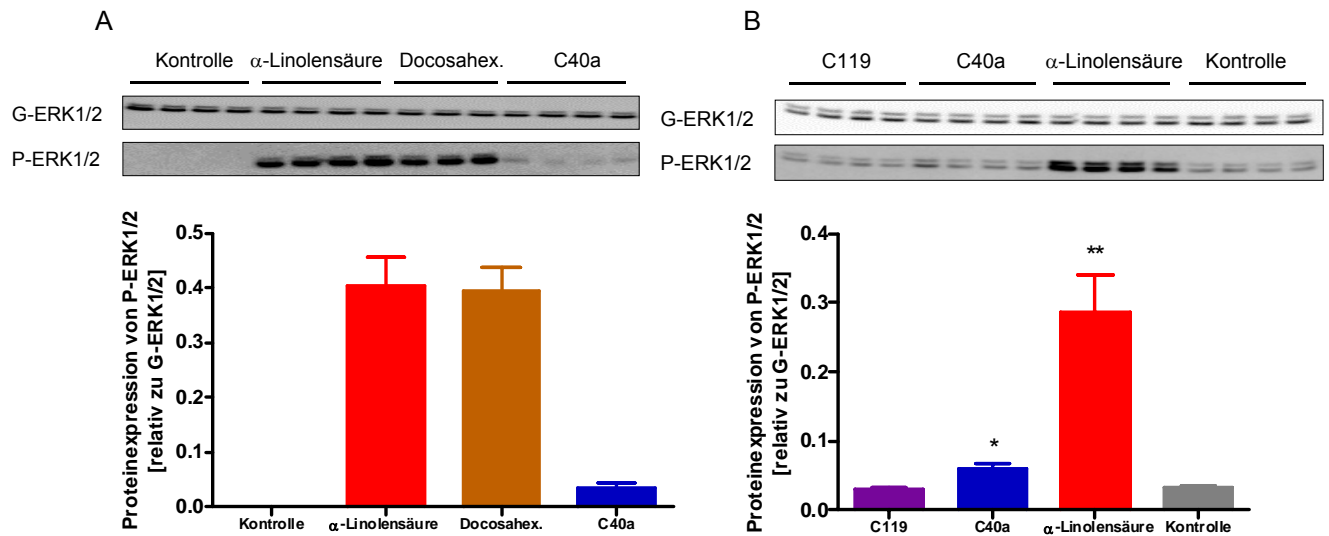 A
Kontrolle α-Linolensäure Docosahex. C40a
G-ERK1/2
P-ERK1/2
Proteinexpression von P-ERK1/2
[relativ zu G-ERK1/2]
0.5
0.4
0.3
0.2
0.1
0.0
Kontrolle α-Linolensäure Docosahex. C40a
B
C119 C40a α-Linolensäure Kontrolle
G-ERK1/2
P-ERK1/2
Proteinexpression von P-ERK1/2
[relativ zu G-ERK1/2]
0.4
0.3
0.2
0.1
0.0
*
**
C119 C40a α-Linolensäure Kontrolle